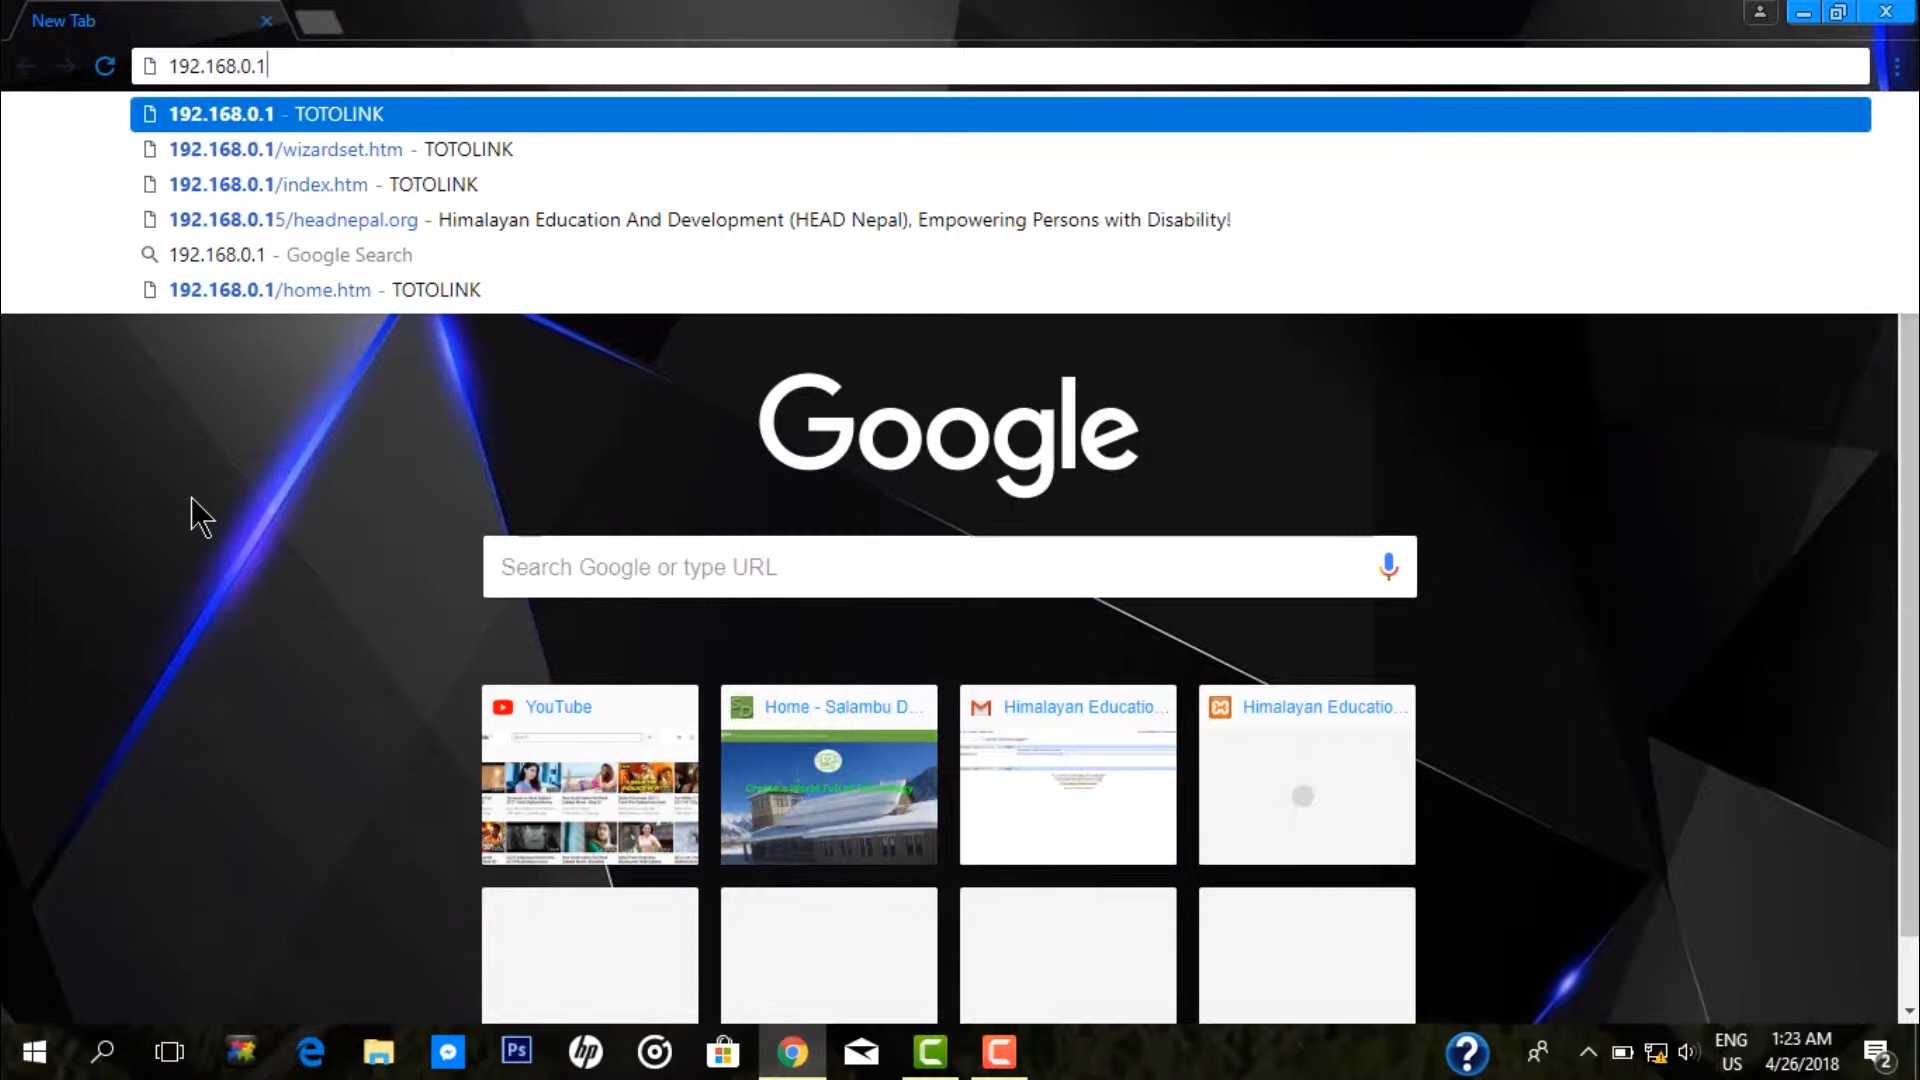 New Tab
192.168.0.1
192.168.0.1 - TOTOLINK
192.168.0.1/wizardset.htm - TOTOLINK
192.168.0.1/index.htm - TOTOLINK
192.168.0.15/headnepal.org - Himalayan Education And Development (HEAD Nepal), Empowering Persons with Disability!
192.168.0.1 - Google Search
192.168.0.1/home.htm - TOTOLINK
Google
Search Google or type URL
YouTube
Home - Salambu D...
Himalayan Educatio...
Himalayan Educatio...
Ps
hp
ENG
US
1:23 AM
4/26/2018
2